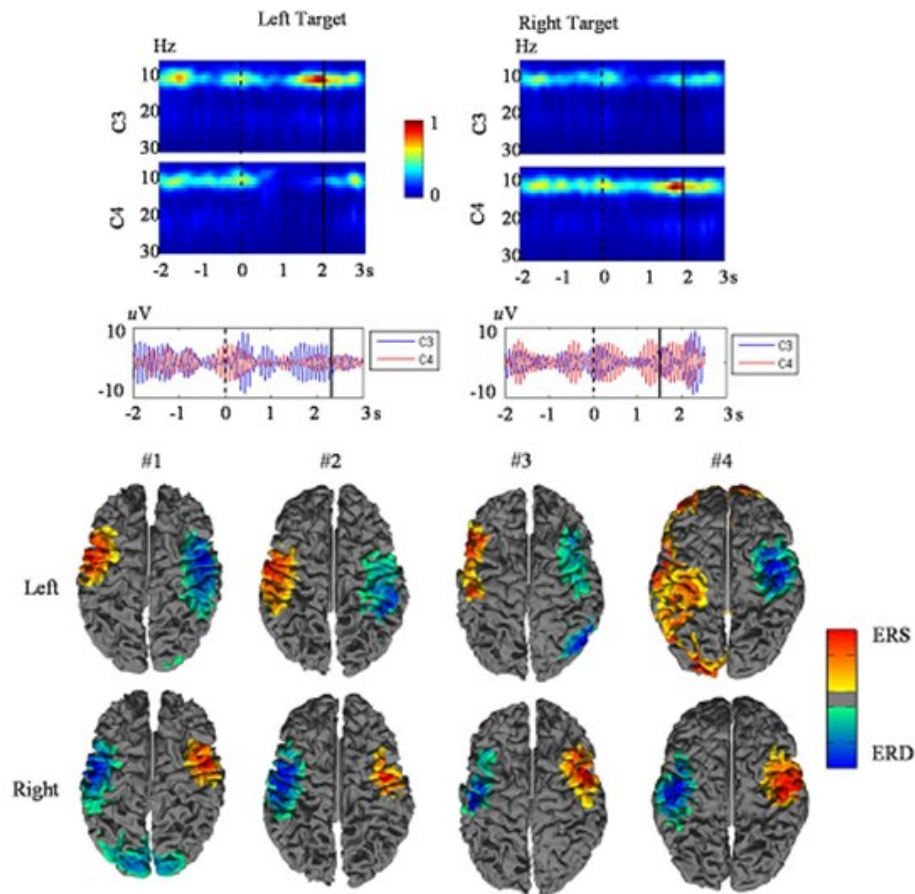 Left Target
Right Target
Hz
Hz
10
20
30
C3
10
20
30
C3
1
0
10
20
30
C4
10
20
30
C4
-2 -1 0 1 2 3s
-2 -1 0 1 2 3s
uV
uV
10
-10
C3
C4
10
-10
C3
C4
-2 -1 0 1 2 3s
-2 -1 0 1 2 3s
#1 #2 #3 #4
Left
Right
ERS
ERD